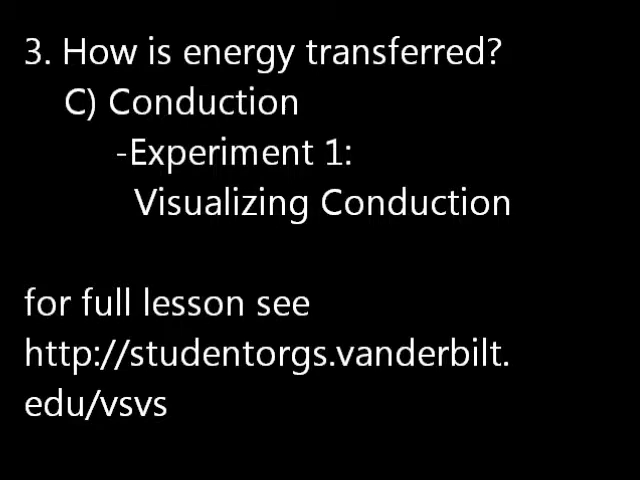 3. How is energy transferred?
C) Conduction
-Experiment 1:
Visualizing Conduction
for full lesson see
http://studentorgs.vanderbilt.
edu/vsvs